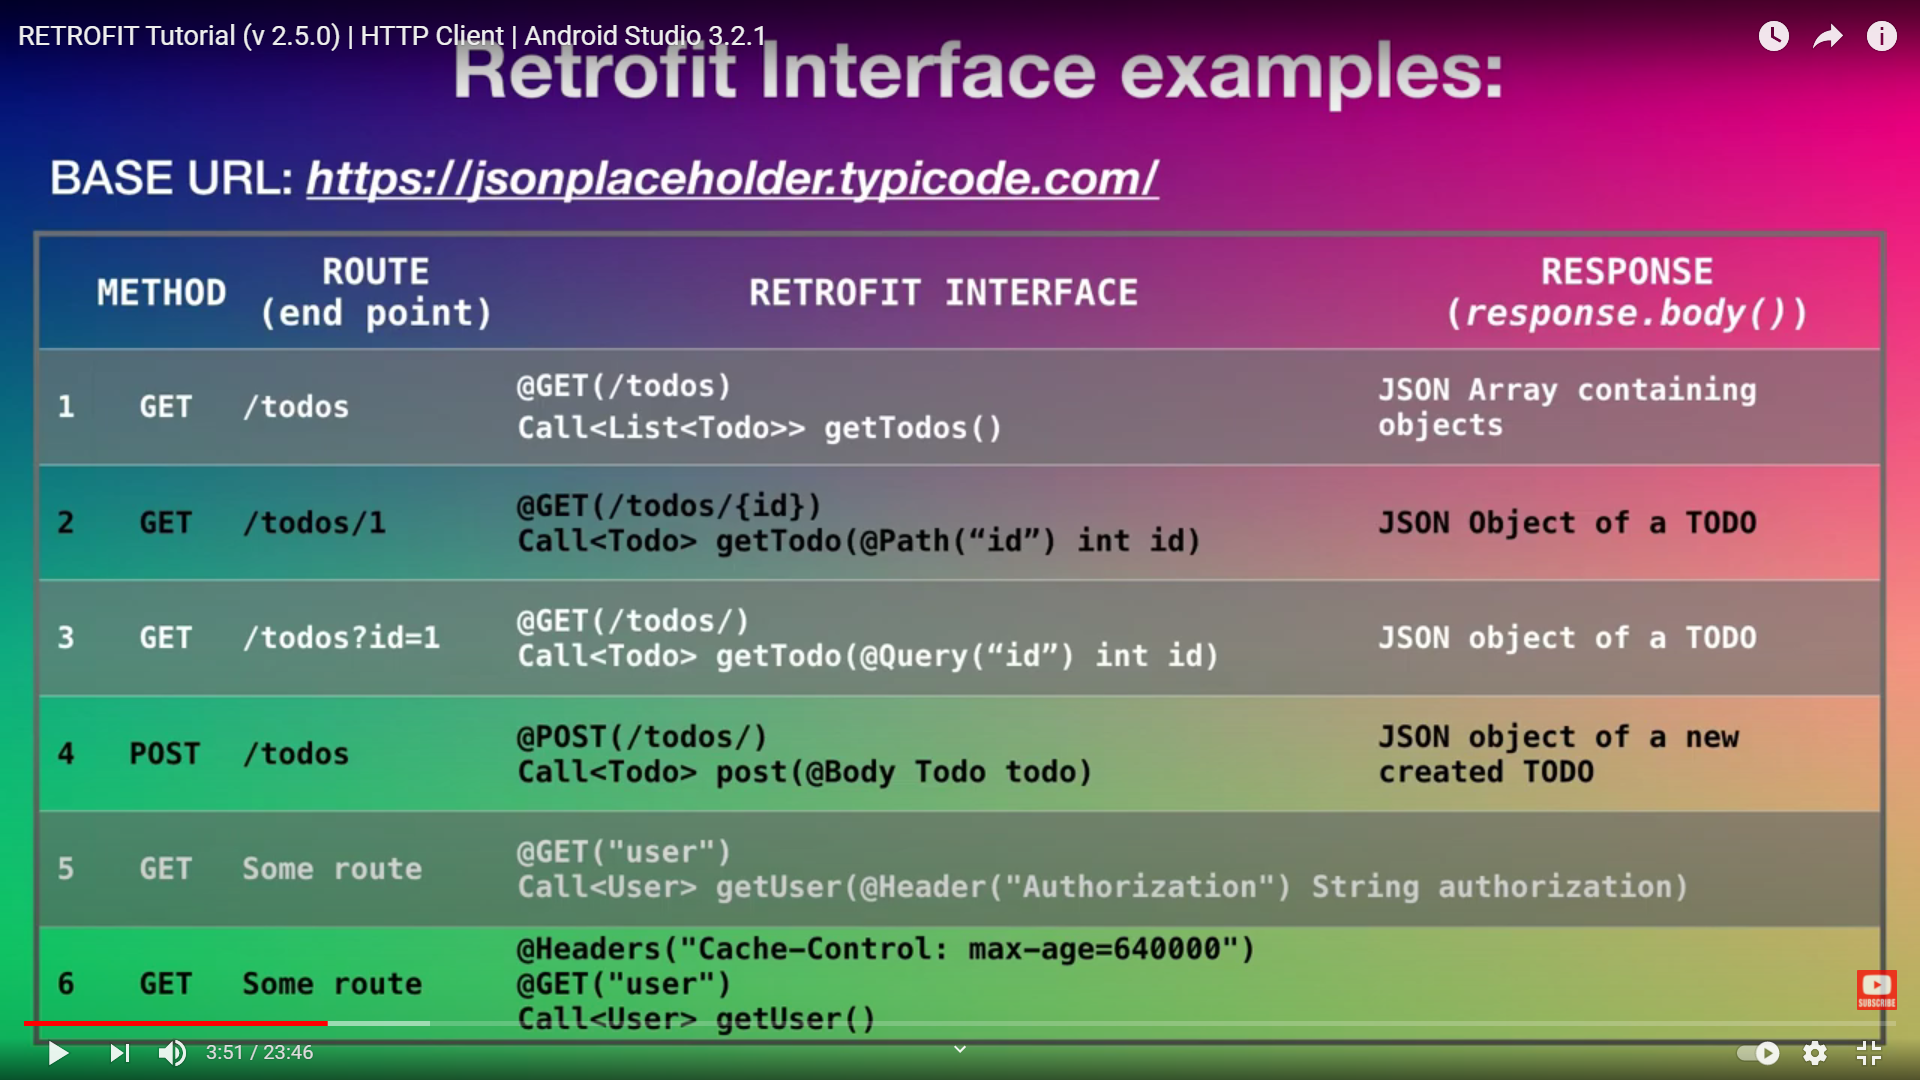 RETROFIT Tutorial (v 2.5.0) | HTTP Client | Android Studio 3.2.1
Retrofit Interface examples:
BASE URL: https://jsonplaceholder.typicode.com/
METHOD
ROUTE
(end point)
RETROFIT INTERFACE
RESPONSE
(response.body())
1 GET /todos
@GET(/todos)
Call<List<Todo>> getTodos()
JSON Array containing
objects
2 GET /todos/1
@GET(/todos/{id})
Call<Todo> getTodo(@Path(“id”) int id)
JSON Object of a TODO
3 GET /todos?id=1
@GET(/todos/)
Call<Todo> getTodo(@Query(“id”) int id)
JSON object of a TODO
4 POST /todos
@POST(/todos/)
Call<Todo> post(@Body Todo todo)
JSON object of a new
created TODO
5 GET Some route
@GET("user")
Call<User> getUser(@Header("Authorization") String authorization)
6 GET Some route
@Headers("Cache-Control: max-age=640000")
@GET("user")
Call<User> getUser()
SUBSCRIBE
3:51 / 23:46